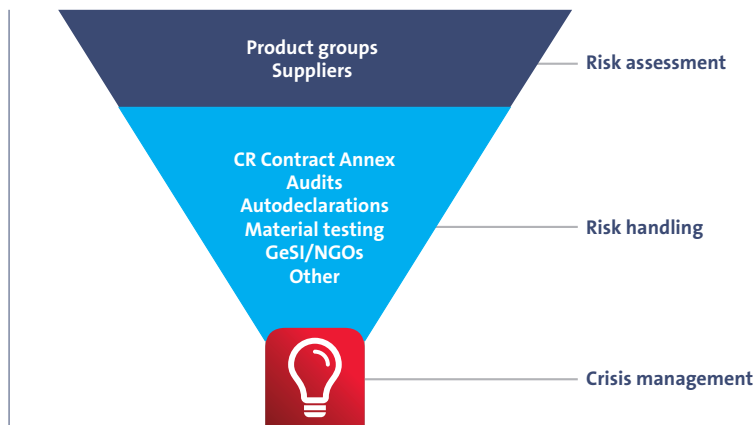 Product groups
Suppliers
Risk assessment
CR Contract Annex
Audits
Autodeclarations
Material testing
GeSI/NGOs
Other
Risk handling
Crisis management